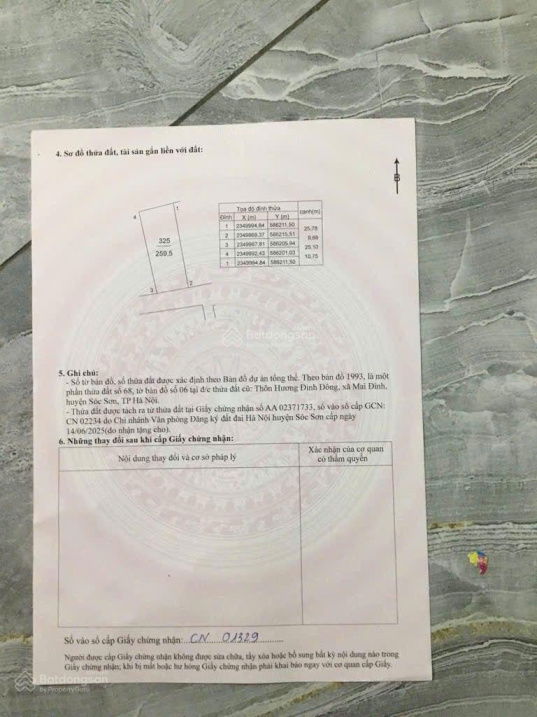 4. Sơ đồ thửa đất, tài sản gắn liền với đất:
B
4
1
325
259,5
3
2
Tọa độ đỉnh thửa
cạnh(m)
Đỉnh X (m) Y (m)
1 2349994,84 586211,50
25,78
2 2349969,37 586215,51
9,69
3 2349967,81 586205,94
25,10
4 2349992,43 586201,03
10,75
1 2349994,84 586211,50
Batdongsan
5. Ghi chú:
- Số tờ bản đồ, số thửa đất được xác định theo Bản đồ dự án tổng thể. Theo bản đồ 1993, là một
phần thửa đất số 68, tờ bản đồ số 06 tại đ/c thửa đất cũ: Thôn Hương Đình Đông, xã Mai Đình,
huyện Sóc Sơn, TP Hà Nội.
- Thửa đất được tách ra từ thửa đất tại Giấy chứng nhận số AA 02371733, số vào sổ cấp GCN:
CN 02234 do Chi nhánh Văn phòng Đăng ký đất đai Hà Nội huyện Sóc Sơn cấp ngày
14/06/2025(do nhận tặng cho).
6. Những thay đổi sau khi cấp Giấy chứng nhận:
Nội dung thay đổi và cơ sở pháp lý
Xác nhận của cơ quan
có thẩm quyền
Số vào sổ cấp Giấy chứng nhận: CN 01329
Người được cấp Giấy chứng nhận không được sửa chữa, tẩy xóa hoặc bổ sung bất kỳ nội dung nào trong
Giấy chứng nhận; khi bị mất hoặc hư hỏng Giấy chứng nhận phải khai báo ngay với cơ quan cấp Giấy.
Batdongsan
by PropertyGuru